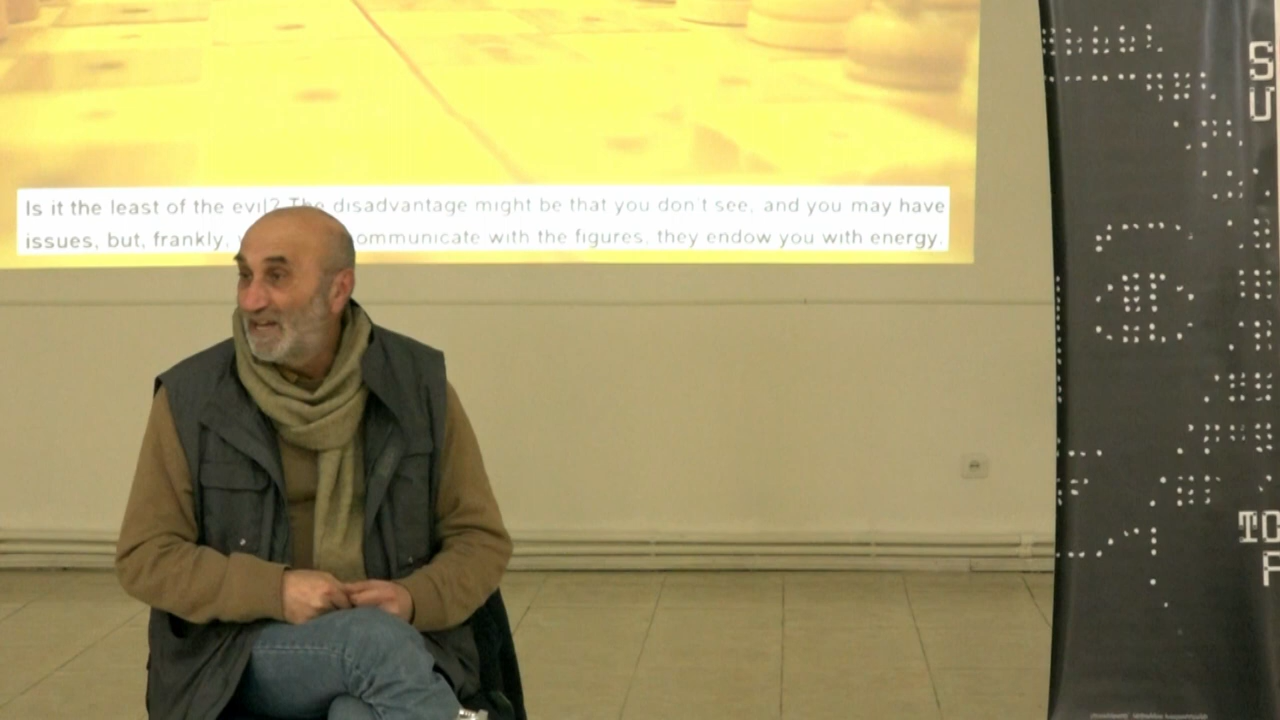 Is it the least of the evil? The disadvantage might be that you don't see, and you may have
issues, but, frankly, communicate with the figures, they endow you with energy.
S
U
TO
F